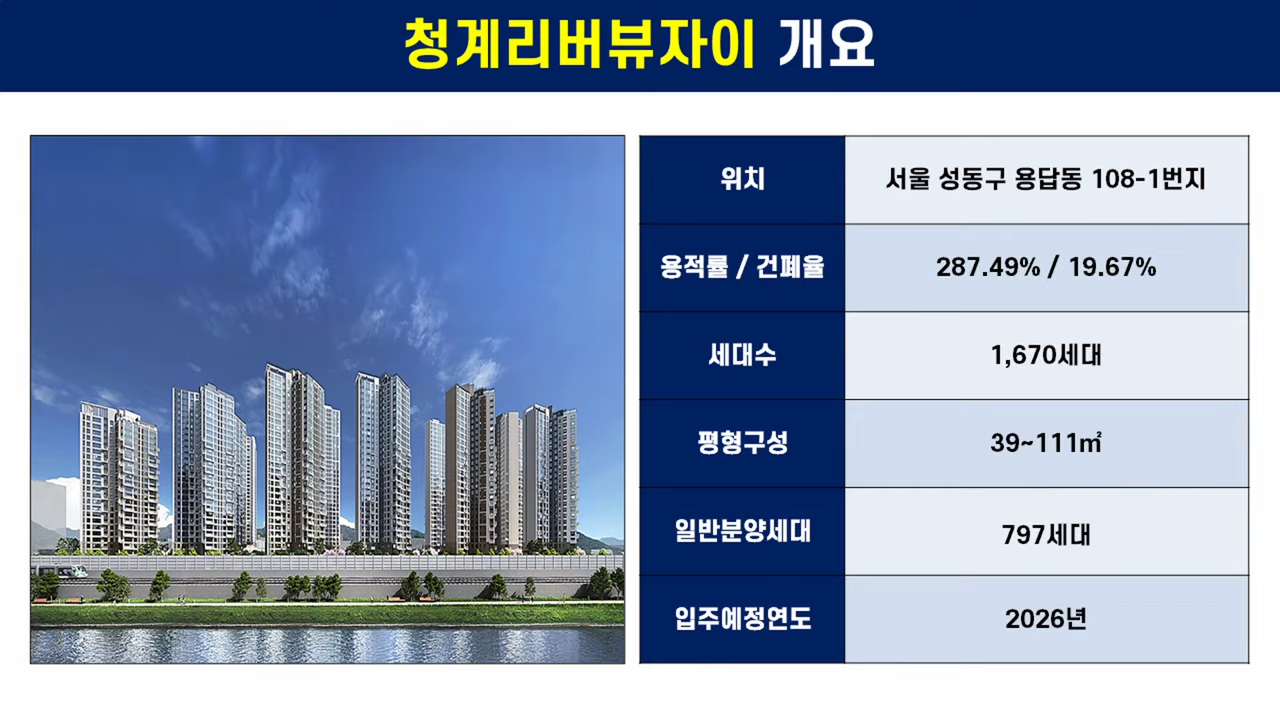 청계리버뷰자이 개요
위치
서울 성동구 용답동 108-1번지
용적률 / 건폐율
287.49% / 19.67%
세대수
1,670세대
평형구성
39~111㎡
일반분양세대
797세대
입주예정연도
2026년